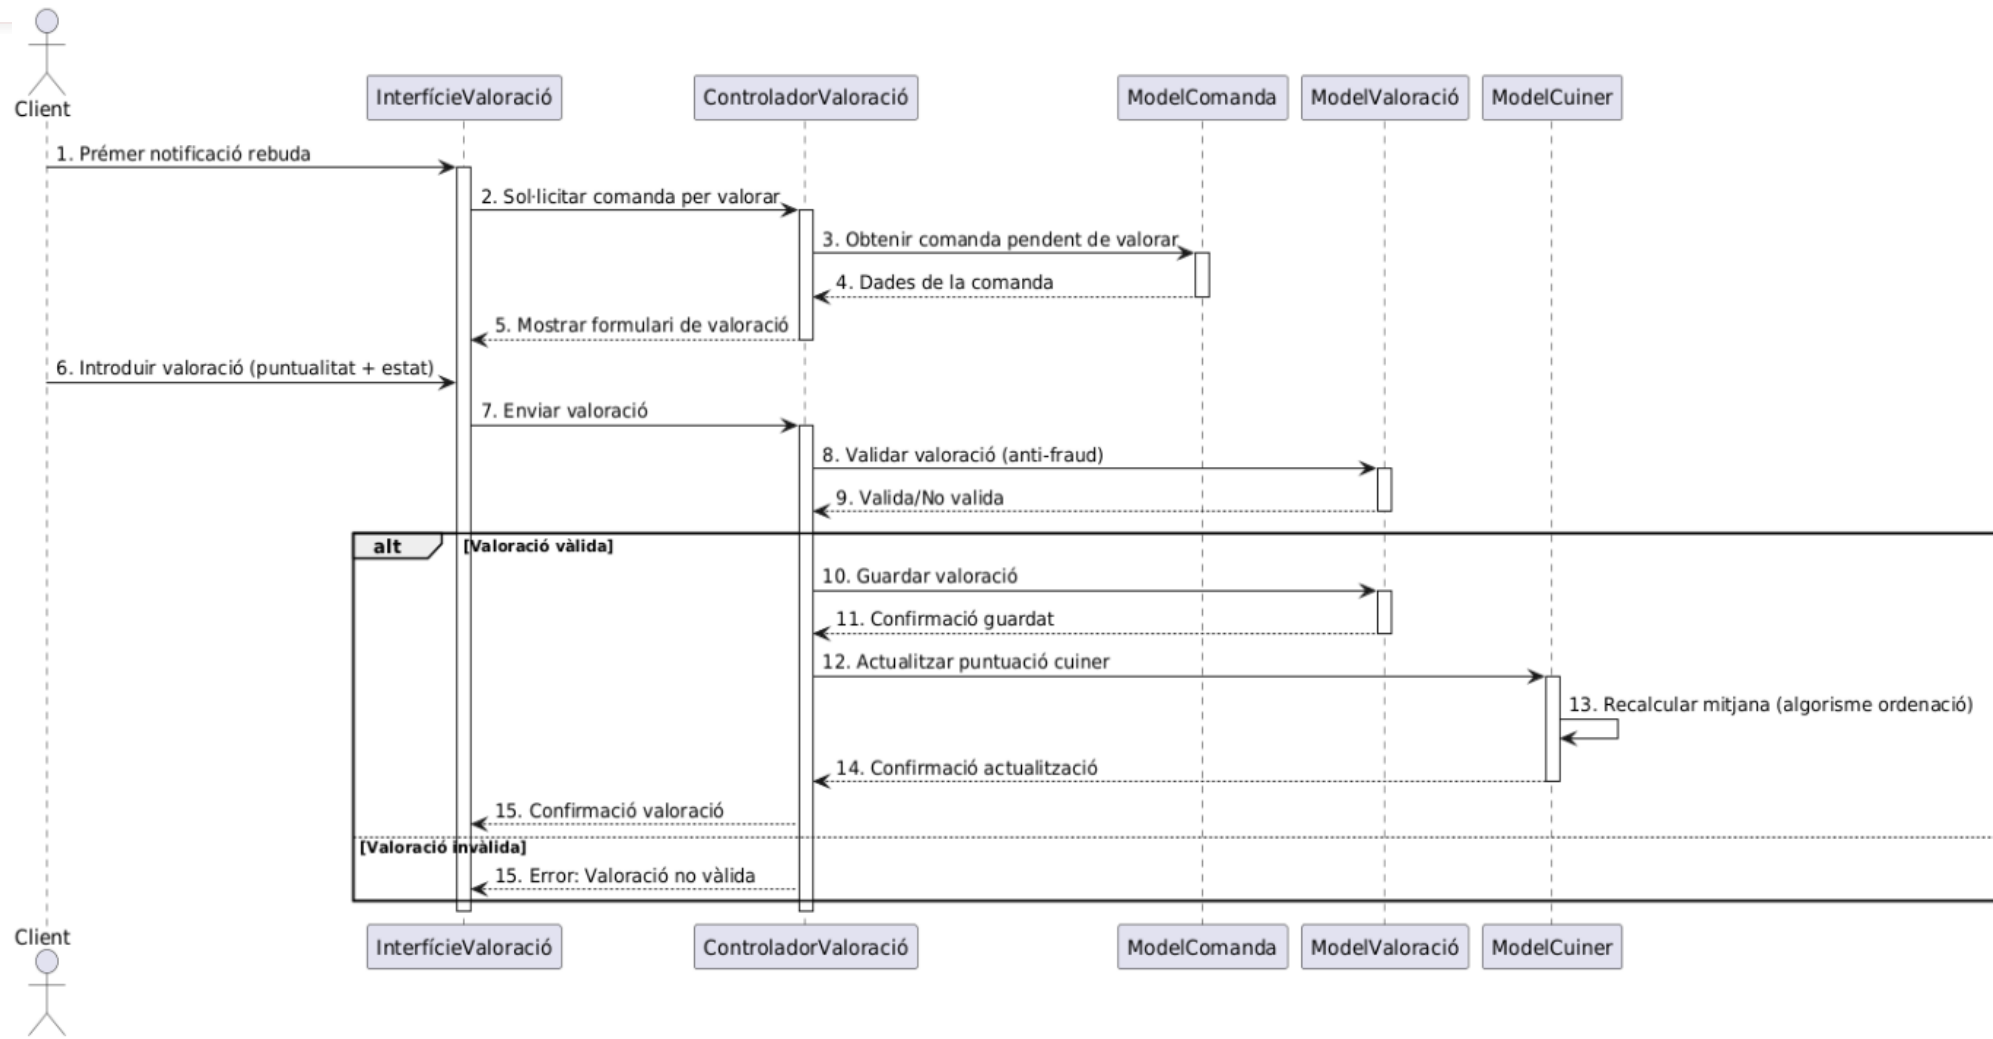 Client
InterfícieValoració
ControladorValoració
ModelComanda
ModelValoració
ModelCuiner
1. Prémer notificació rebuda
2. Sol·licitar comanda per valorar
3. Obtenir comanda pendent de valorar
4. Dades de la comanda
5. Mostrar formulari de valoració
6. Introduir valoració (puntualitat + estat)
7. Enviar valoració
8. Validar valoració (anti-fraud)
9. Valida/No valida
alt
[Valoració vàlida]
10. Guardar valoració
11. Confirmació guardat
12. Actualitzar puntuació cuiner
13. Recalcular mitjana (algorisme ordenació)
14. Confirmació actualització
15. Confirmació valoració
[Valoració invàlida]
15. Error: Valoració no vàlida
Client
InterfícieValoració
ControladorValoració
ModelComanda
ModelValoració
ModelCuiner